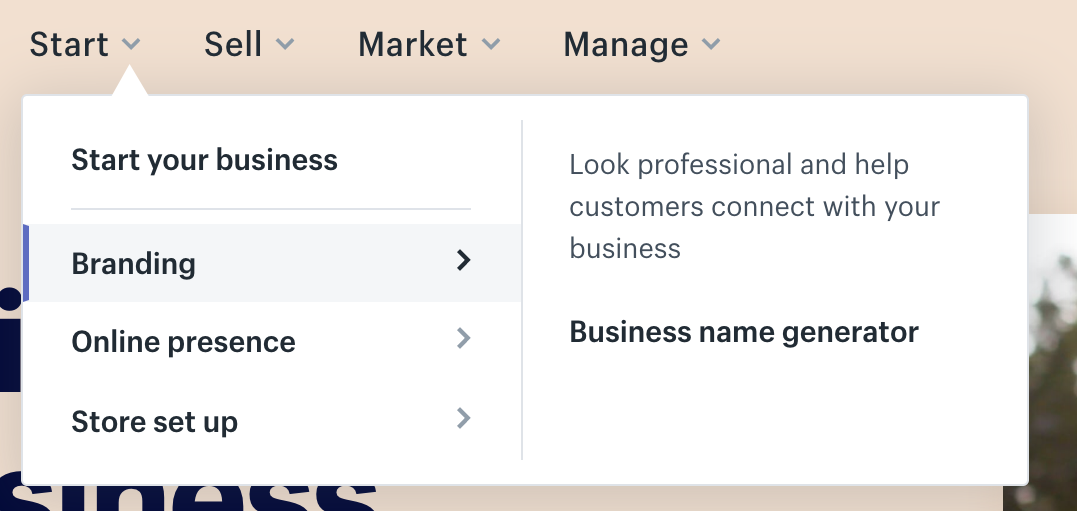 Start
Sell
Market
Manage
Start your business
Branding
Online presence
Store set up
Look professional and help
customers connect with your
business
Business name generator
siness